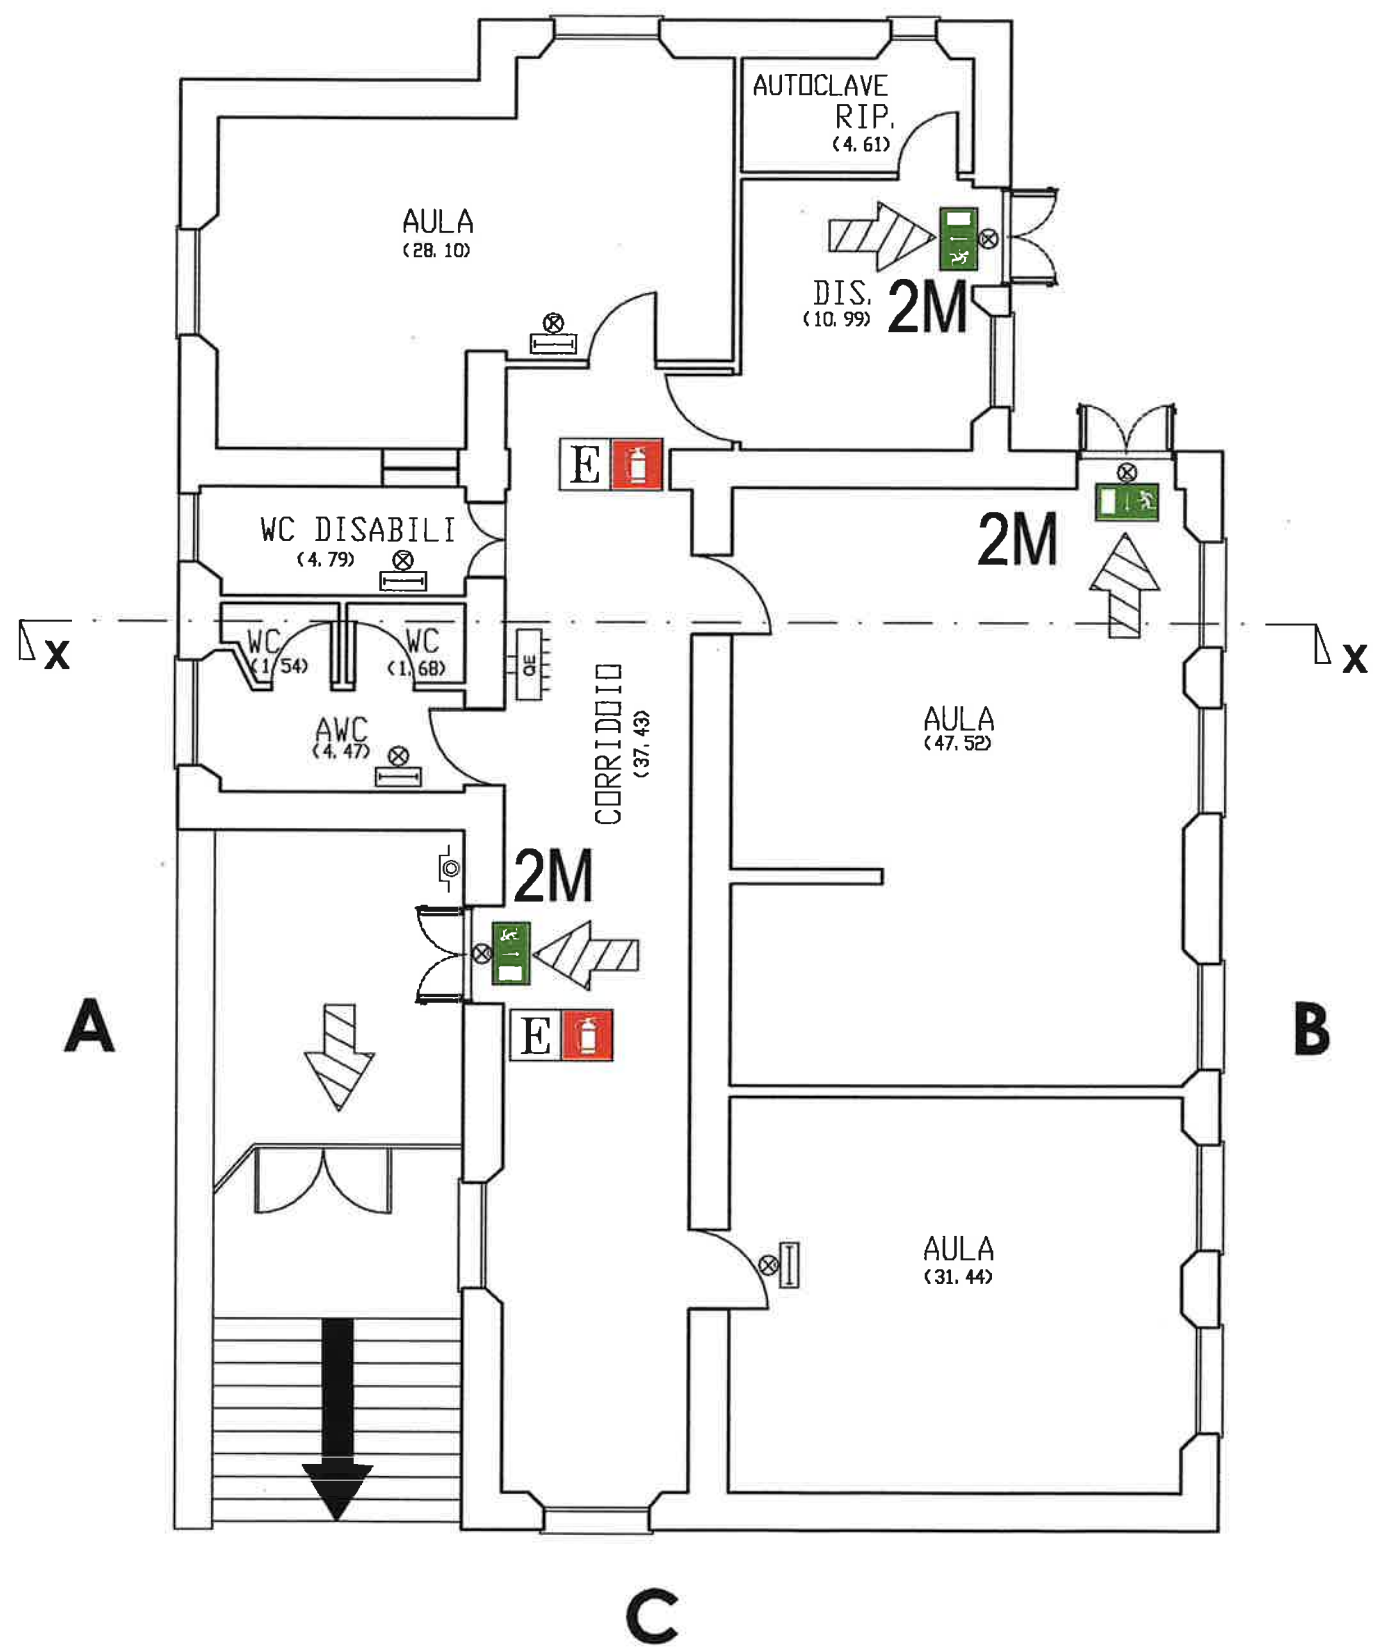 AUTOCLAVE
RIP.
(4.61)
AULA
(28.10)
DIS.
(10.99)
2M
E
2M
WC DISABILI
(4.79)
WC
(1.54)
WC
(1.68)
X
X
QE
CORRIDOIO
(37.43)
AWC
(4.47)
AULA
(47.52)
2M
E
A
B
AULA
(31.44)
C